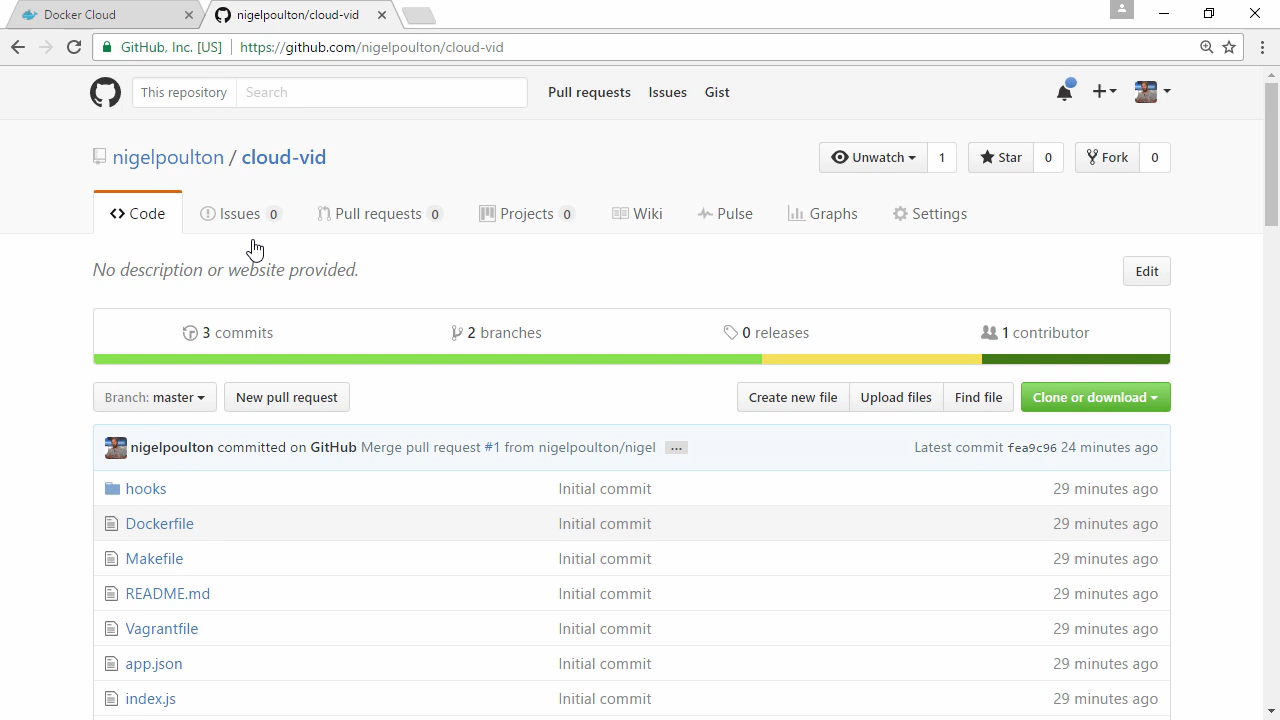 Docker Cloud
nigelpoulton/cloud-vid
GitHub, Inc. [US] https://github.com/nigelpoulton/cloud-vid
This repository Search Pull requests Issues Gist
nigelpoulton / cloud-vid
Unwatch 1 Star 0 Fork 0
Code Issues 0 Pull requests 0 Projects 0 Wiki Pulse Graphs Settings
No description or website provided. Edit
3 commits 2 branches 0 releases 1 contributor
Branch: master New pull request Create new file Upload files Find file Clone or download
nigelpoulton committed on GitHub Merge pull request #1 from nigelpoulton/nigel ... Latest commit fea9c96 24 minutes ago
hooks Initial commit 29 minutes ago
Dockerfile Initial commit 29 minutes ago
Makefile Initial commit 29 minutes ago
README.md Initial commit 29 minutes ago
Vagrantfile Initial commit 29 minutes ago
app.json Initial commit 29 minutes ago
index.js Initial commit 29 minutes ago